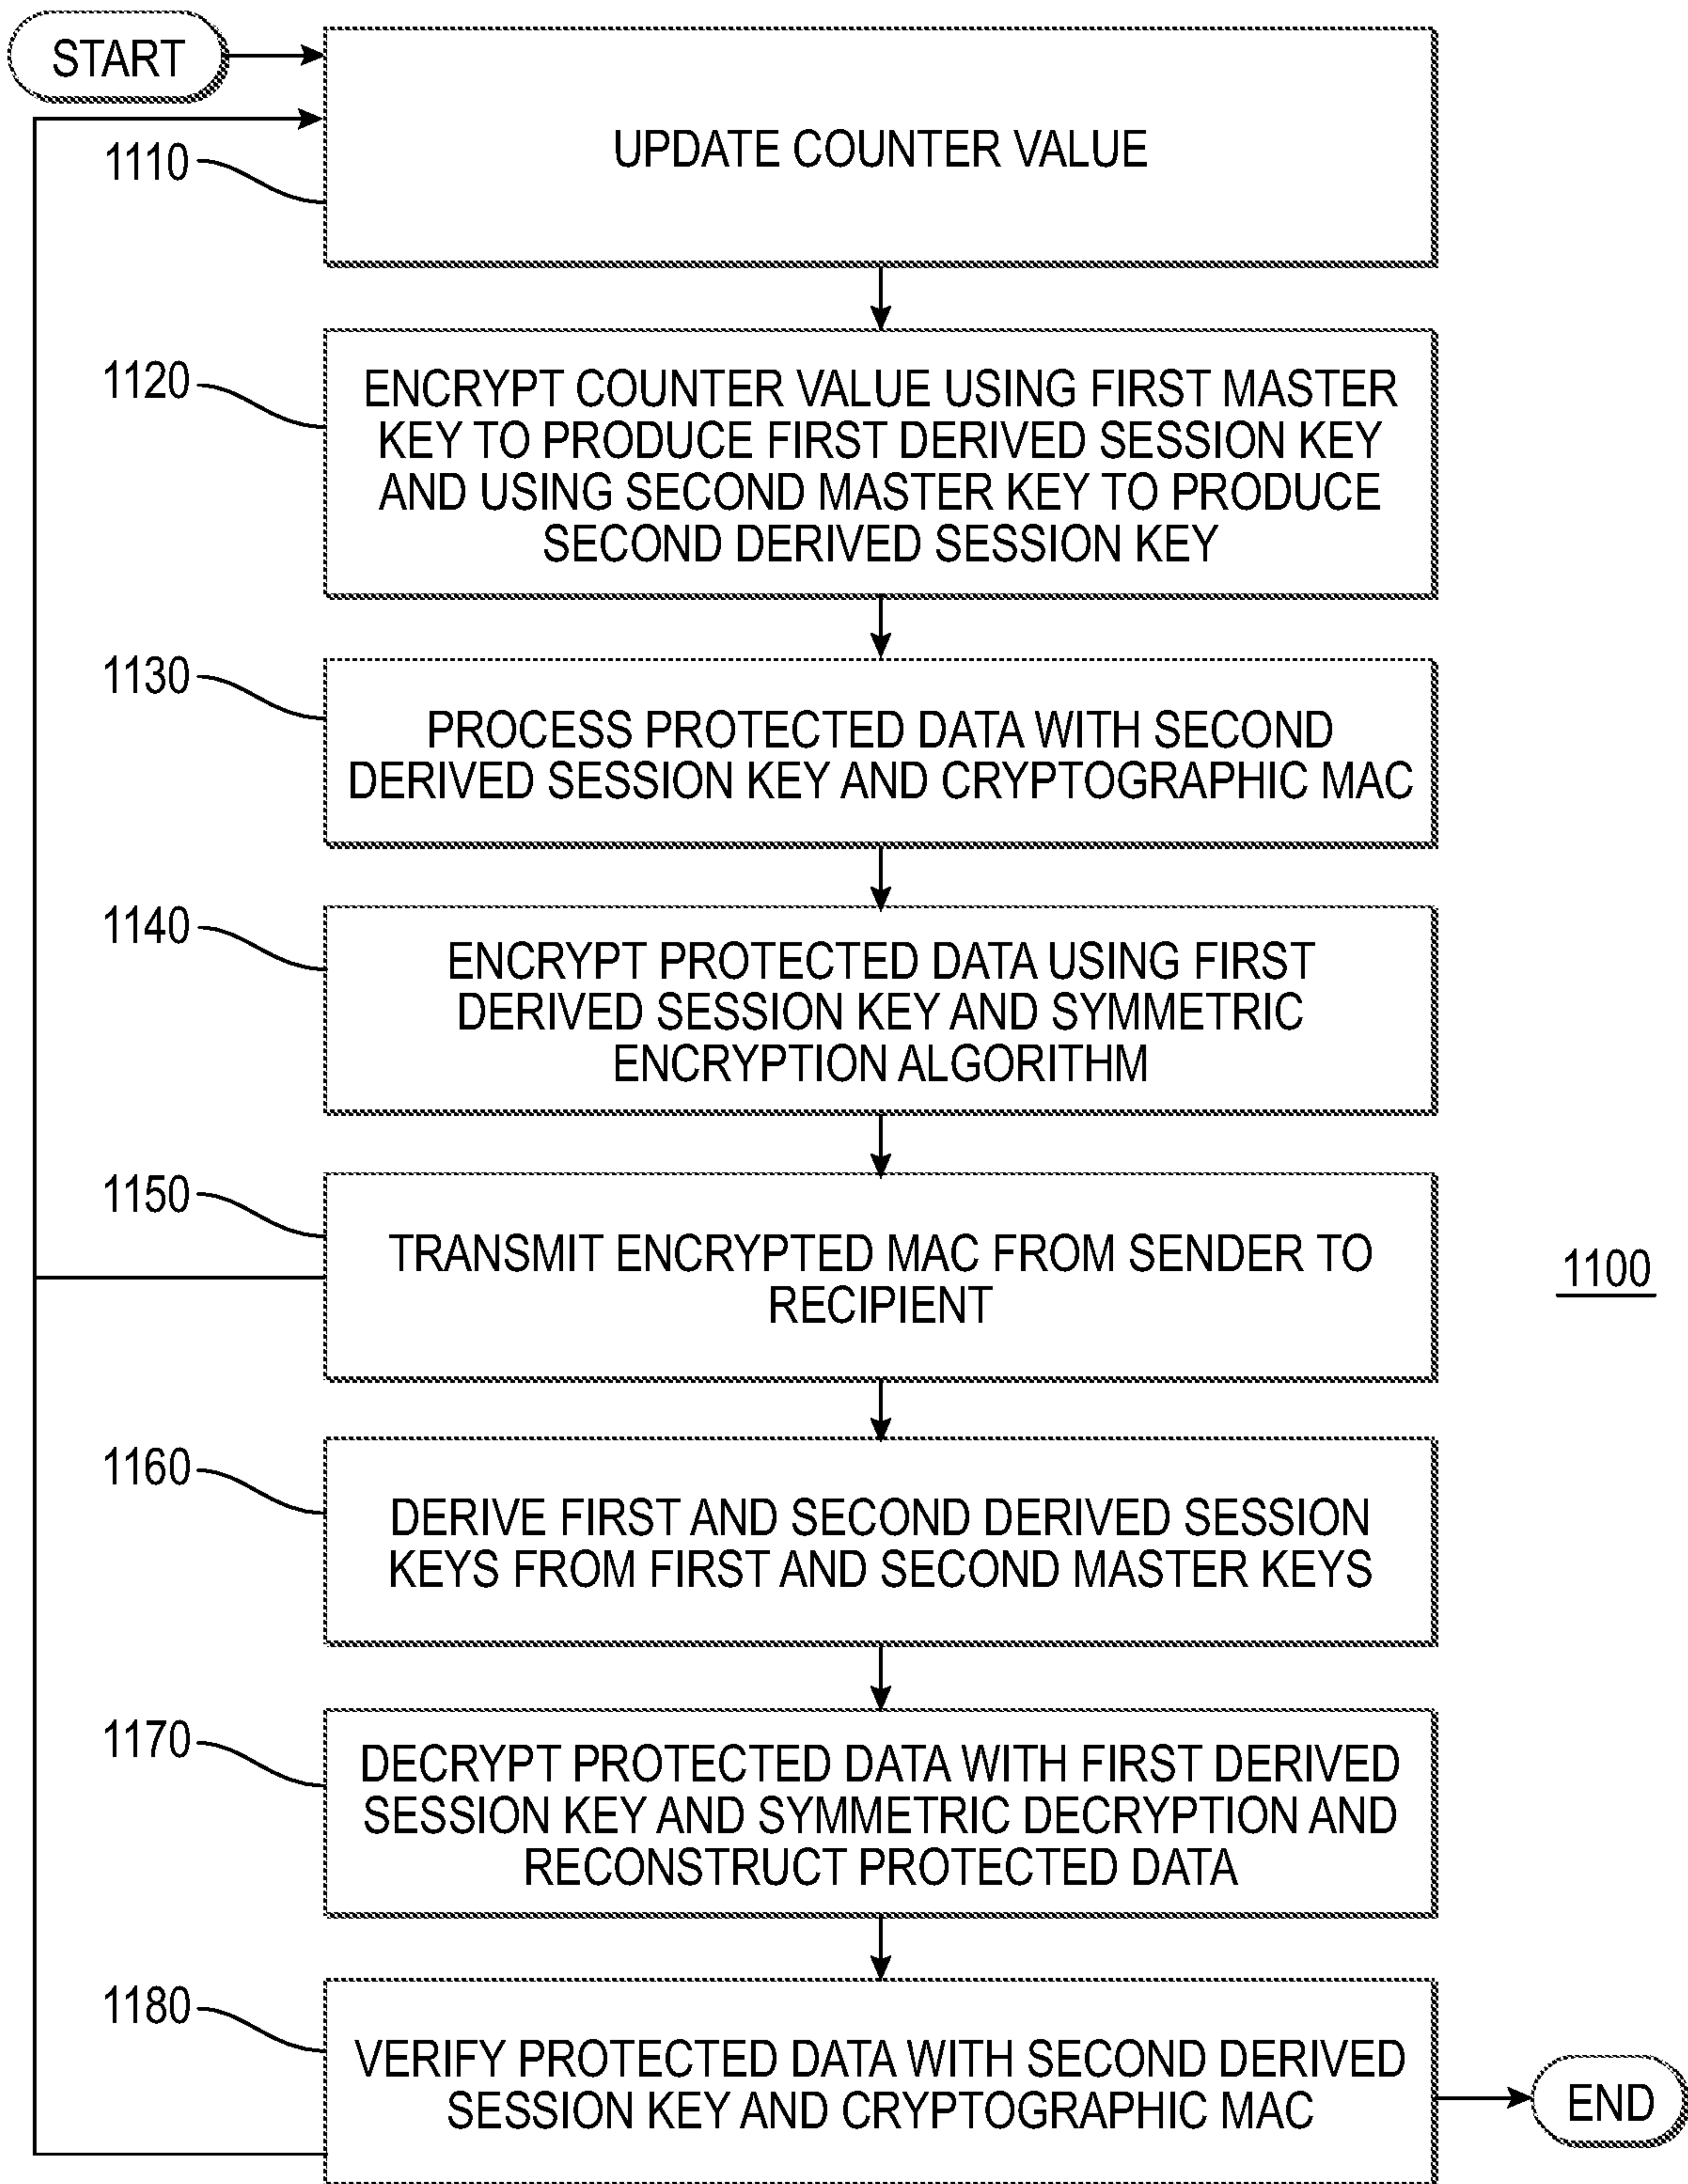 START
UPDATE COUNTER VALUE
1110
1120
ENCRYPT COUNTER VALUE USING FIRST MASTER
KEY TO PRODUCE FIRST DERIVED SESSION KEY
AND USING SECOND MASTER KEY TO PRODUCE
SECOND DERIVED SESSION KEY
1130
PROCESS PROTECTED DATA WITH SECOND
DERIVED SESSION KEY AND CRYPTOGRAPHIC MAC
1140
ENCRYPT PROTECTED DATA USING FIRST
DERIVED SESSION KEY AND SYMMETRIC
ENCRYPTION ALGORITHM
1150
TRANSMIT ENCRYPTED MAC FROM SENDER TO
RECIPIENT
1100
1160
DERIVE FIRST AND SECOND DERIVED SESSION
KEYS FROM FIRST AND SECOND MASTER KEYS
1170
DECRYPT PROTECTED DATA WITH FIRST DERIVED
SESSION KEY AND SYMMETRIC DECRYPTION AND
RECONSTRUCT PROTECTED DATA
1180
VERIFY PROTECTED DATA WITH SECOND DERIVED
SESSION KEY AND CRYPTOGRAPHIC MAC
END